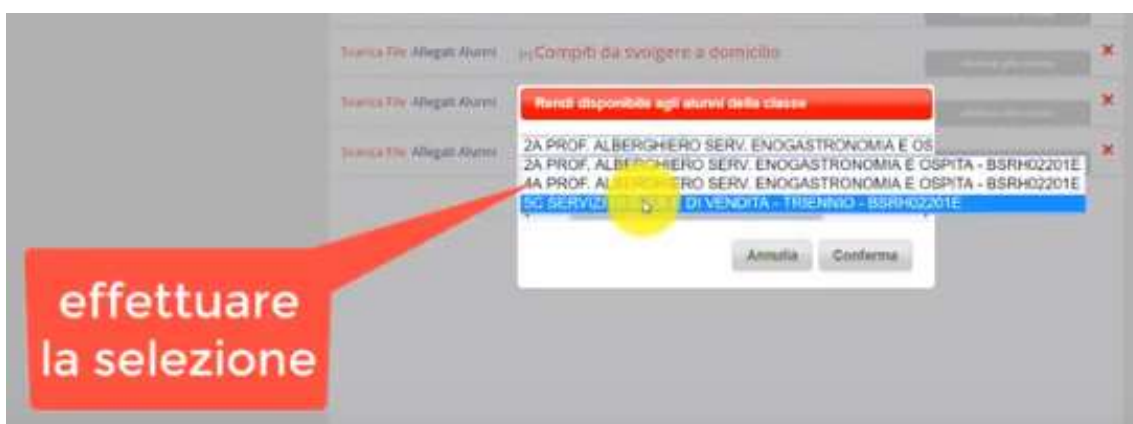 Scarica File Allegati Alunni [+] Compiti da svolgere a domicilio
Scarica File Allegati Alunni
Scarica File Allegati Alunni
Rendi disponibile agli alunni della classe
2A PROF. ALBERGHIERO SERV. ENOGASTRONOMIA E OS
2A PROF. ALBERGHIERO SERV. ENOGASTRONOMIA E OSPITA - BSRH02201E
4A PROF. ALBERGHIERO SERV. ENOGASTRONOMIA E OSPITA - BSRH02201E
5C SERVIZI DI VENDITA - TRIENNIO - BSRH02201E
Annulla Conferma
effettuare
la selezione